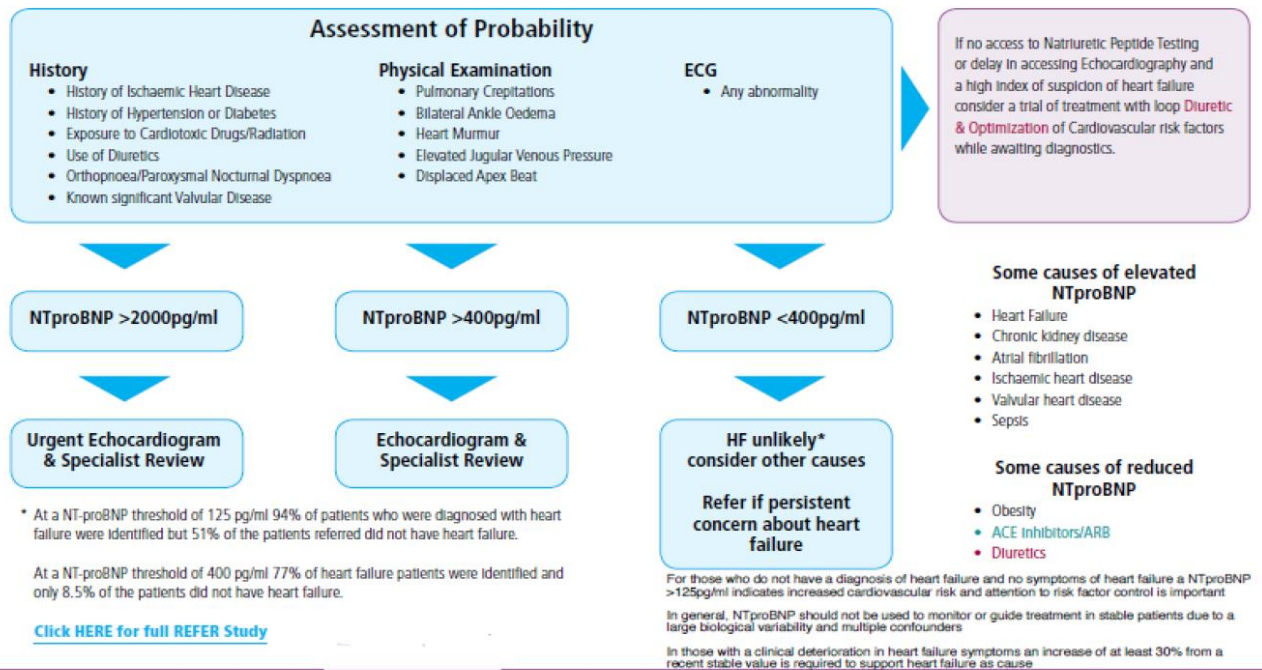 Assessment of Probability
History
• History of Ischaemic Heart Disease
• History of Hypertension or Diabetes
• Exposure to Cardiotoxic Drugs/Radiation
• Use of Diuretics
• Orthopnoea/Paroxysmal Nocturnal Dyspnoea
• Known significant Valvular Disease
Physical Examination
• Pulmonary Crepitations
• Bilateral Ankle Oedema
• Heart Murmur
• Elevated Jugular Venous Pressure
• Displaced Apex Beat
ECG
• Any abnormality
If no access to Natriuretic Peptide Testing
or delay in accessing Echocardiography and
a high index of suspicion of heart failure
consider a trial of treatment with loop Diuretic
& Optimization of Cardiovascular risk factors
while awaiting diagnostics.
NTproBNP >2000pg/ml
NTproBNP >400pg/ml
NTproBNP <400pg/ml
Urgent Echocardiogram
& Specialist Review
Echocardiogram &
Specialist Review
HF unlikely*
consider other causes
Refer if persistent
concern about heart
failure
Some causes of elevated
NTproBNP
• Heart Failure
• Chronic kidney disease
• Atrial fibrillation
• Ischaemic heart disease
• Valvular heart disease
• Sepsis
Some causes of reduced
NTproBNP
• Obesity
• ACE inhibitors/ARB
• Diuretics
* At a NT-proBNP threshold of 125 pg/ml 94% of patients who were diagnosed with heart
failure were identified but 51% of the patients referred did not have heart failure.
At a NT-proBNP threshold of 400 pg/ml 77% of heart failure patients were identified and
only 8.5% of the patients did not have heart failure.
Click HERE for full REFER Study
For those who do not have a diagnosis of heart failure and no symptoms of heart failure a NTproBNP
>125pg/ml indicates increased cardiovascular risk and attention to risk factor control is important
In general, NTproBNP should not be used to monitor or guide treatment in stable patients due to a
large biological variability and multiple confounders
In those with a clinical deterioration in heart failure symptoms an increase of at least 30% from a
recent stable value is required to support heart failure as cause